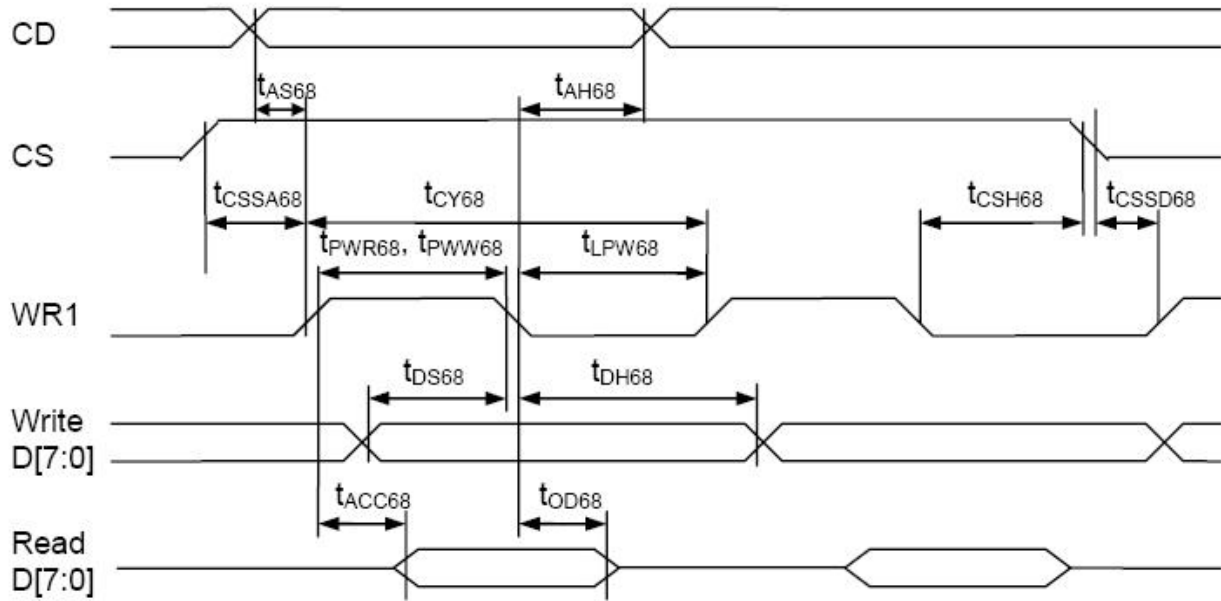 CD
tAS68
tAH68
CS
tCSSA68
tCY68
tCSH68
tCSSD68
tPWR68, tPWW68
tLPW68
WR1
tDS68
tDH68
Write
D[7:0]
tACC68
tOD68
Read
D[7:0]